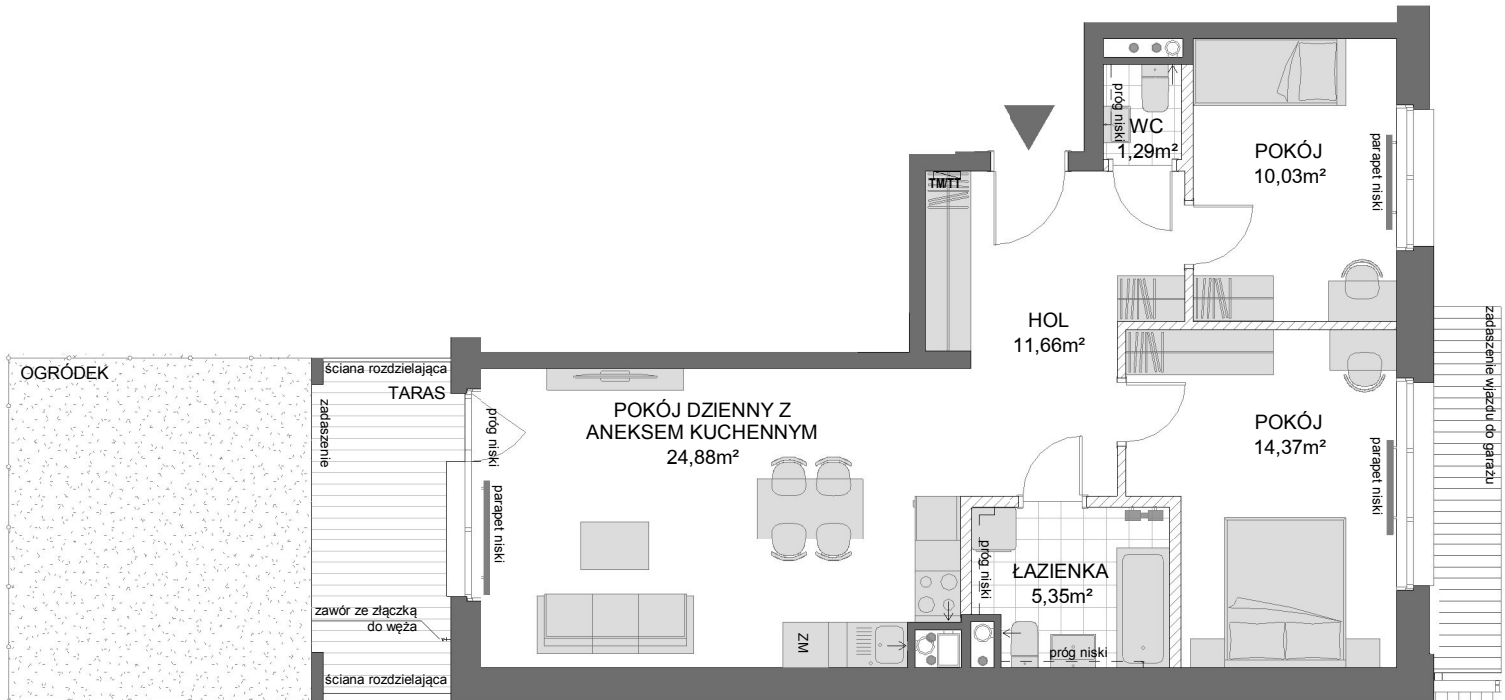 próg niski
WC
1,29m²
POKÓJ
10,03m²
parapet niski
TM/TT
HOL
11,66m²
zadaszenie wjazdu do garażu
OGRÓDEK
ściana rozdzielająca
TARAS
zadaszenie
próg niski
parapet niski
POKÓJ DZIENNY Z
ANEKSEM KUCHENNYM
24,88m²
POKÓJ
14,37m²
parapet niski
próg niski
ŁAZIENKA
5,35m²
zawór ze złączką
do węża
ZM
próg niski
ściana rozdzielająca